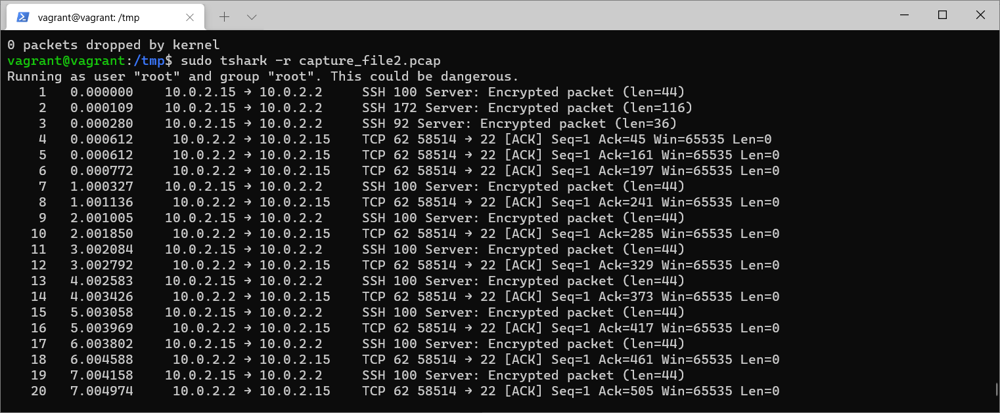 vagrant@vagrant: /tmp
0 packets dropped by kernel
vagrant@vagrant:/tmp$ sudo tshark -r capture_file2.pcap
Running as user "root" and group "root". This could be dangerous.
    1   0.000000    10.0.2.15 → 10.0.2.2     SSH 100 Server: Encrypted packet (len=44)
    2   0.000109    10.0.2.15 → 10.0.2.2     SSH 172 Server: Encrypted packet (len=116)
    3   0.000280    10.0.2.15 → 10.0.2.2     SSH 92 Server: Encrypted packet (len=36)
    4   0.000612     10.0.2.2 → 10.0.2.15    TCP 62 58514 → 22 [ACK] Seq=1 Ack=45 Win=65535 Len=0
    5   0.000612     10.0.2.2 → 10.0.2.15    TCP 62 58514 → 22 [ACK] Seq=1 Ack=161 Win=65535 Len=0
    6   0.000772     10.0.2.2 → 10.0.2.15    TCP 62 58514 → 22 [ACK] Seq=1 Ack=197 Win=65535 Len=0
    7   1.000327    10.0.2.15 → 10.0.2.2     SSH 100 Server: Encrypted packet (len=44)
    8   1.001136     10.0.2.2 → 10.0.2.15    TCP 62 58514 → 22 [ACK] Seq=1 Ack=241 Win=65535 Len=0
    9   2.001005    10.0.2.15 → 10.0.2.2     SSH 100 Server: Encrypted packet (len=44)
   10   2.001850     10.0.2.2 → 10.0.2.15    TCP 62 58514 → 22 [ACK] Seq=1 Ack=285 Win=65535 Len=0
   11   3.002084    10.0.2.15 → 10.0.2.2     SSH 100 Server: Encrypted packet (len=44)
   12   3.002792     10.0.2.2 → 10.0.2.15    TCP 62 58514 → 22 [ACK] Seq=1 Ack=329 Win=65535 Len=0
   13   4.002583    10.0.2.15 → 10.0.2.2     SSH 100 Server: Encrypted packet (len=44)
   14   4.003426     10.0.2.2 → 10.0.2.15    TCP 62 58514 → 22 [ACK] Seq=1 Ack=373 Win=65535 Len=0
   15   5.003058    10.0.2.15 → 10.0.2.2     SSH 100 Server: Encrypted packet (len=44)
   16   5.003969     10.0.2.2 → 10.0.2.15    TCP 62 58514 → 22 [ACK] Seq=1 Ack=417 Win=65535 Len=0
   17   6.003802    10.0.2.15 → 10.0.2.2     SSH 100 Server: Encrypted packet (len=44)
   18   6.004588     10.0.2.2 → 10.0.2.15    TCP 62 58514 → 22 [ACK] Seq=1 Ack=461 Win=65535 Len=0
   19   7.004158    10.0.2.15 → 10.0.2.2     SSH 100 Server: Encrypted packet (len=44)
   20   7.004974     10.0.2.2 → 10.0.2.15    TCP 62 58514 → 22 [ACK] Seq=1 Ack=505 Win=65535 Len=0